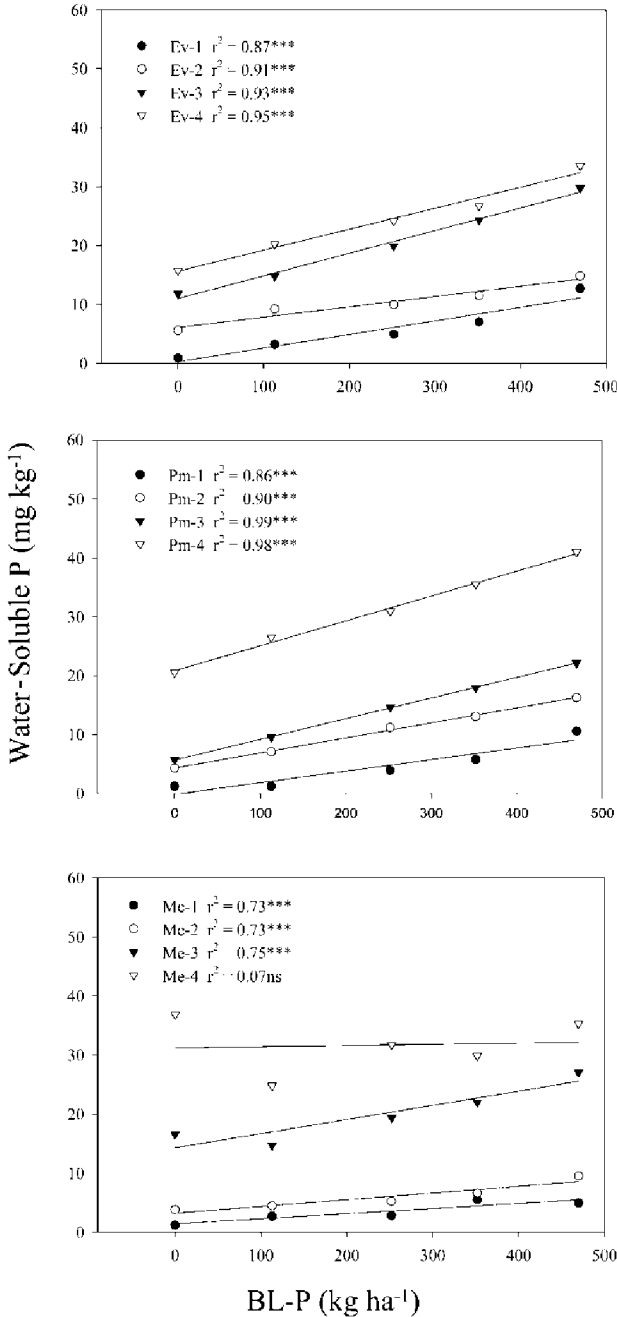 60
50
40
30
20
10
0
Ev-1 r² = 0.87***
Ev-2 r² = 0.91***
Ev-3 r² = 0.93***
Ev-4 r² = 0.95***
0 100 200 300 400 500
Water-Soluble P (mg kg⁻¹)
60
50
40
30
20
10
0
Pm-1 r² = 0.86***
Pm-2 r² 0.90***
Pm-3 r² = 0.99***
Pm-4 r² = 0.98***
0 100 200 300 400 500
60
50
40
30
20
10
0
Mc-1 r² = 0.73***
Mc-2 r² = 0.73***
Mc-3 r² 0.75***
Mc-4 r² 0.07ns
0 100 200 300 400 500
BL-P (kg ha⁻¹)